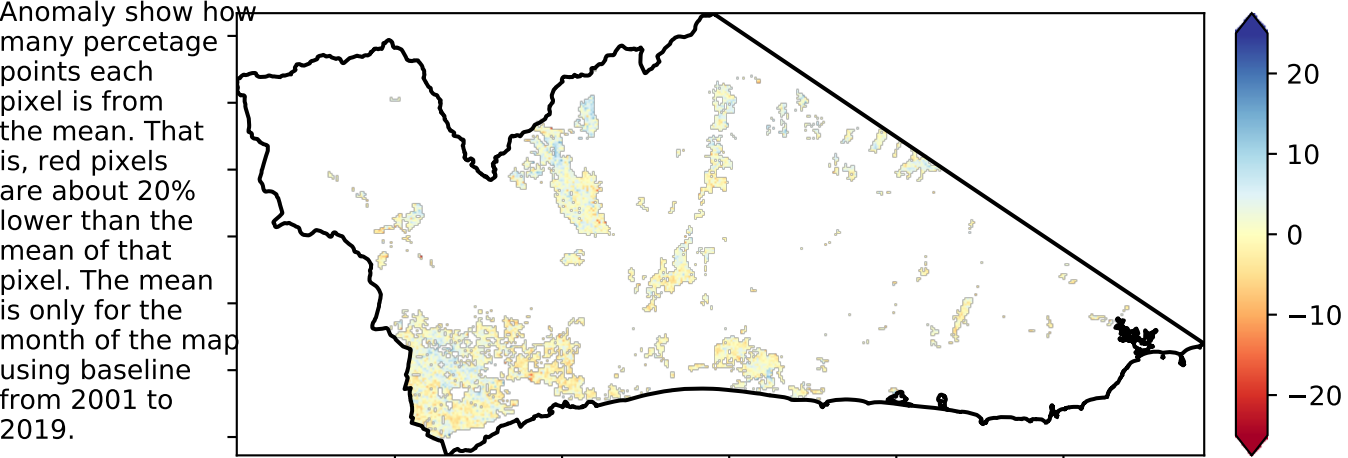 Anomaly show how
many percetage
points each
pixel is from
the mean. That
is, red pixels
are about 20%
lower than the
mean of that
pixel. The mean
is only for the
month of the map
using baseline
from 2001 to
2019.
20
10
0
−10
−20